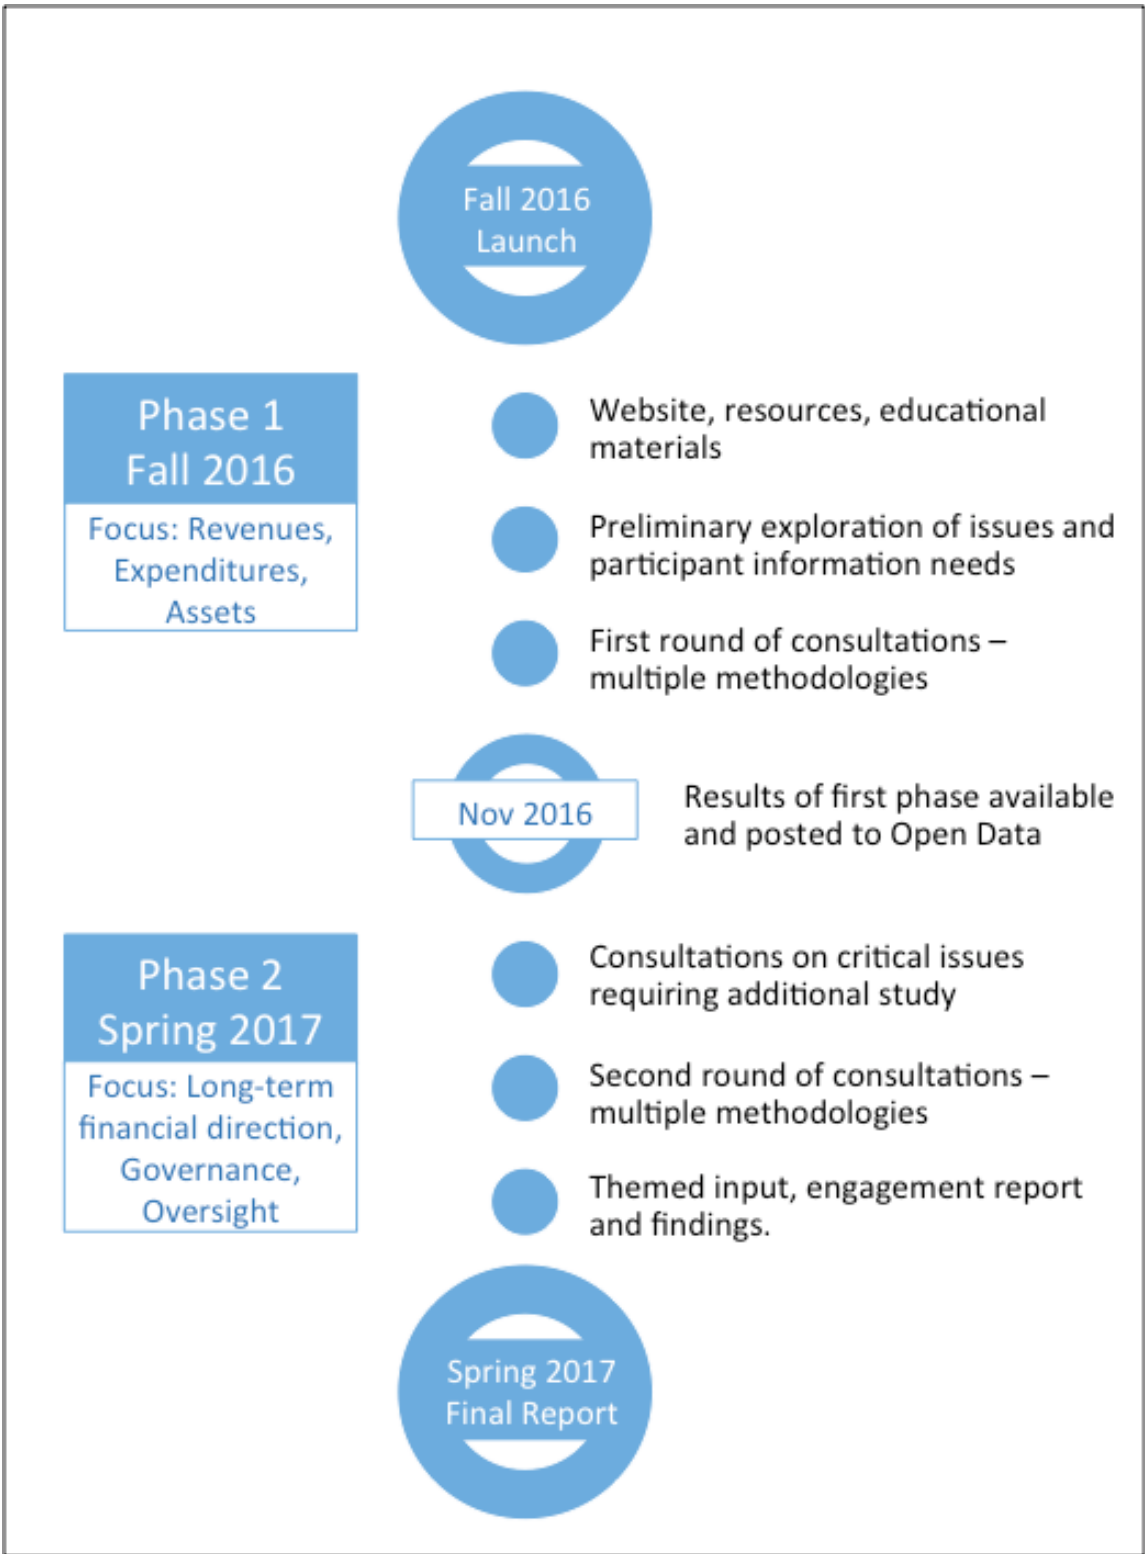 Fall 2016
Launch
Phase 1
Fall 2016
Focus: Revenues,
Expenditures,
Assets
Website, resources, educational
materials
Preliminary exploration of issues and
participant information needs
First round of consultations –
multiple methodologies
Nov 2016
Results of first phase available
and posted to Open Data
Phase 2
Spring 2017
Focus: Long-term
financial direction,
Governance,
Oversight
Consultations on critical issues
requiring additional study
Second round of consultations –
multiple methodologies
Themed input, engagement report
and findings.
Spring 2017
Final Report